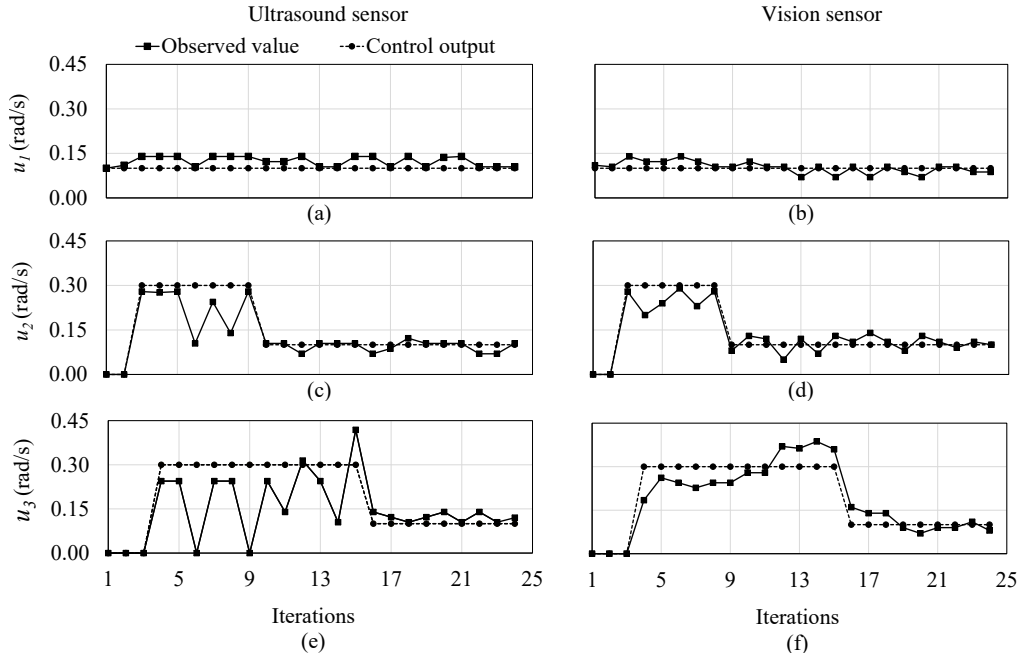 Ultrasound sensor
Vision sensor
Observed value
Control output
0.45
0.30
0.15
0.00
u1 (rad/s)
(a)
(b)
0.45
0.30
0.15
0.00
u2 (rad/s)
(c)
(d)
0.45
0.30
0.15
0.00
u3 (rad/s)
1 5 9 13 17 21 25
1 5 9 13 17 21 25
Iterations
Iterations
(e)
(f)